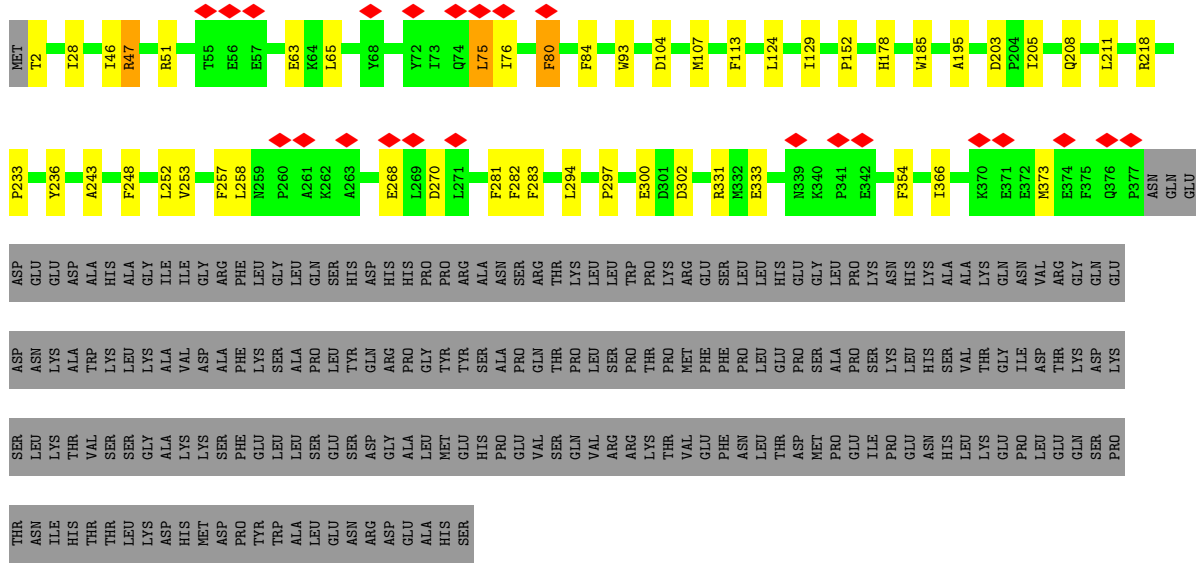 MET T2 I28 I46 R47 R51 T55 E56 E57 E63 K64 L65 Y68 Y72 I73 Q74 L75 I76 F80 F84 W93 D104 M107 F113 L124 I129 P152 H178 W185 A195 D203 P204 I205 Q208 L211 R218
P233 Y236 A243 F248 L252 V253 F257 L258 N259 P260 A261 K262 A263 E268 L269 D270 L271 F281 F282 F283 L294 P297 E300 D301 D302 R331 M332 E333 N339 K340 P341 E342 F354 I366 K370 E371 E372 M373 E374 F375 Q376 P377 ASN GLN GLU
ASP GLU GLU ASP ALA HIS ALA GLY ILE ILE GLY ARG PHE LEU GLY LEU GLN SER HIS ASP HIS HIS PRO PRO ARG ALA ASN SER ARG THR LYS LEU LEU TRP PRO LYS ARG GLU SER LEU LEU HIS GLU GLY LEU PRO LYS ASN HIS LYS ALA ALA LYS GLN ASN VAL ARG GLY GLN GLU
ASP ASN LYS ALA TRP LYS LEU LYS ALA VAL ASP ALA PHE LYS SER ALA PRO LEU TYR GLN ARG PRO GLY TYR TYR SER ALA PRO GLN THR PRO LEU SER PRO THR PRO MET PHE PHE PRO LEU GLU PRO SER ALA PRO SER LYS LEU HIS SER VAL THR GLY ILE ASP THR LYS ASP LYS
SER LEU LYS THR VAL SER SER GLY ALA LYS LYS SER PHE GLU LEU LEU SER GLU SER ASP GLY ALA LEU MET GLU HIS PRO GLU VAL SER GLN VAL ARG ARG LYS THR VAL GLU PHE ASN LEU THR ASP MET PRO GLU ILE PRO GLU ASN HIS LEU LYS GLU PRO LEU GLU GLN SER PRO
THR ASN ILE HIS THR THR LEU LYS ASP HIS MET ASP PRO TYR TRP ALA LEU GLU ASN ARG ASP GLU ALA HIS SER